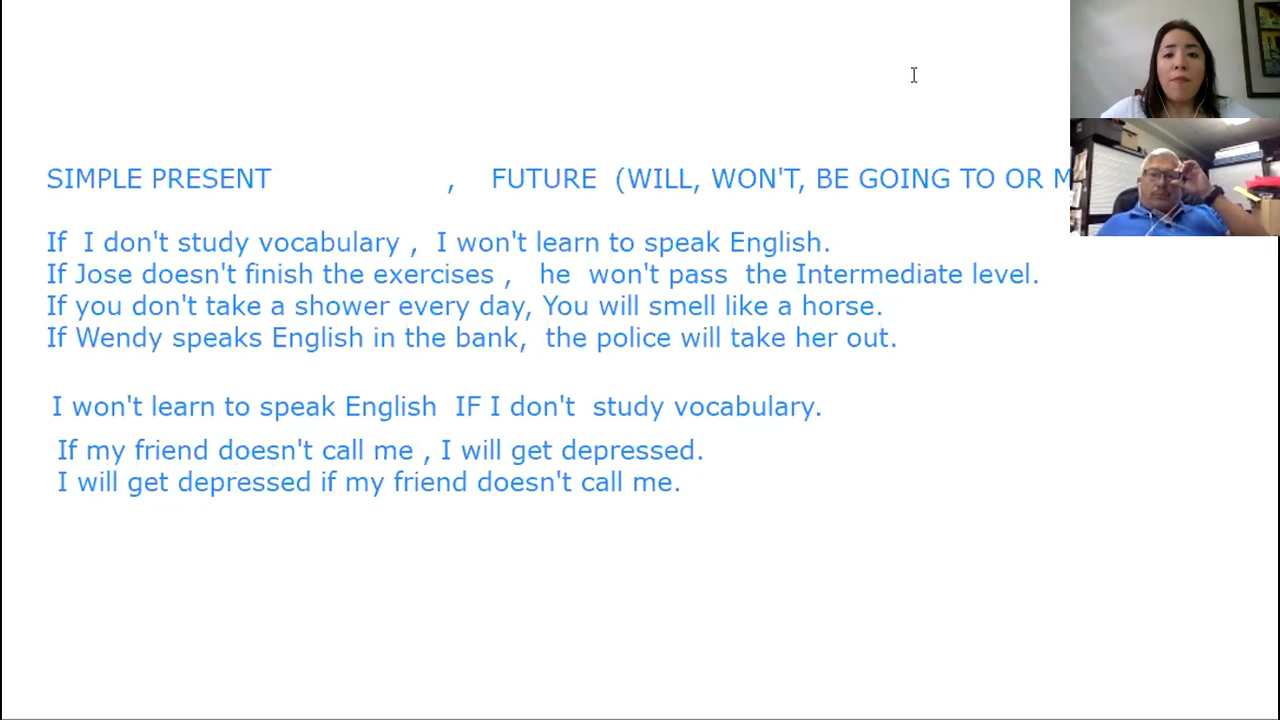 SIMPLE PRESENT , FUTURE (WILL, WON'T, BE GOING TO OR
If I don't study vocabulary , I won't learn to speak English.
If Jose doesn't finish the exercises , he won't pass the Intermediate level.
If you don't take a shower every day, You will smell like a horse.
If Wendy speaks English in the bank, the police will take her out.
I won't learn to speak English IF I don't study vocabulary.
If my friend doesn't call me , I will get depressed.
I will get depressed if my friend doesn't call me.